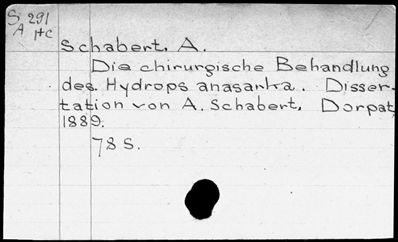 S 291
A H+C
Schabert, A.
Die chirurgische Behandlung
des Hydrops anasarka. Disser-
tation von A. Schabert. Dorpat,
1889.
78 S.